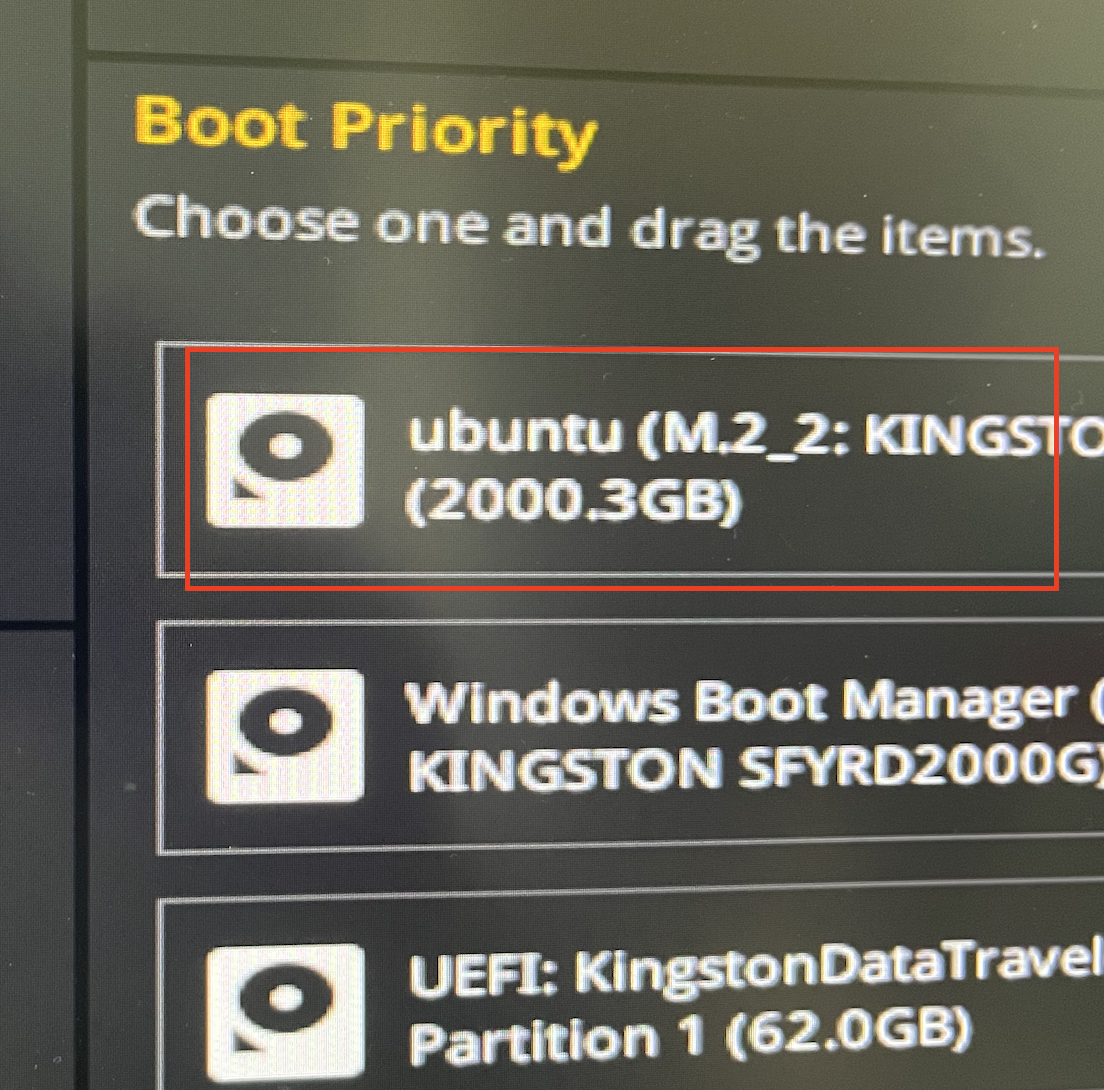 Boot Priority
Choose one and drag the items.
ubuntu (M.2_2: KINGSTO
(2000.3GB)
Windows Boot Manager (
KINGSTON SFYRD2000G)
UEFI: KingstonDataTravel
Partition 1 (62.0GB)